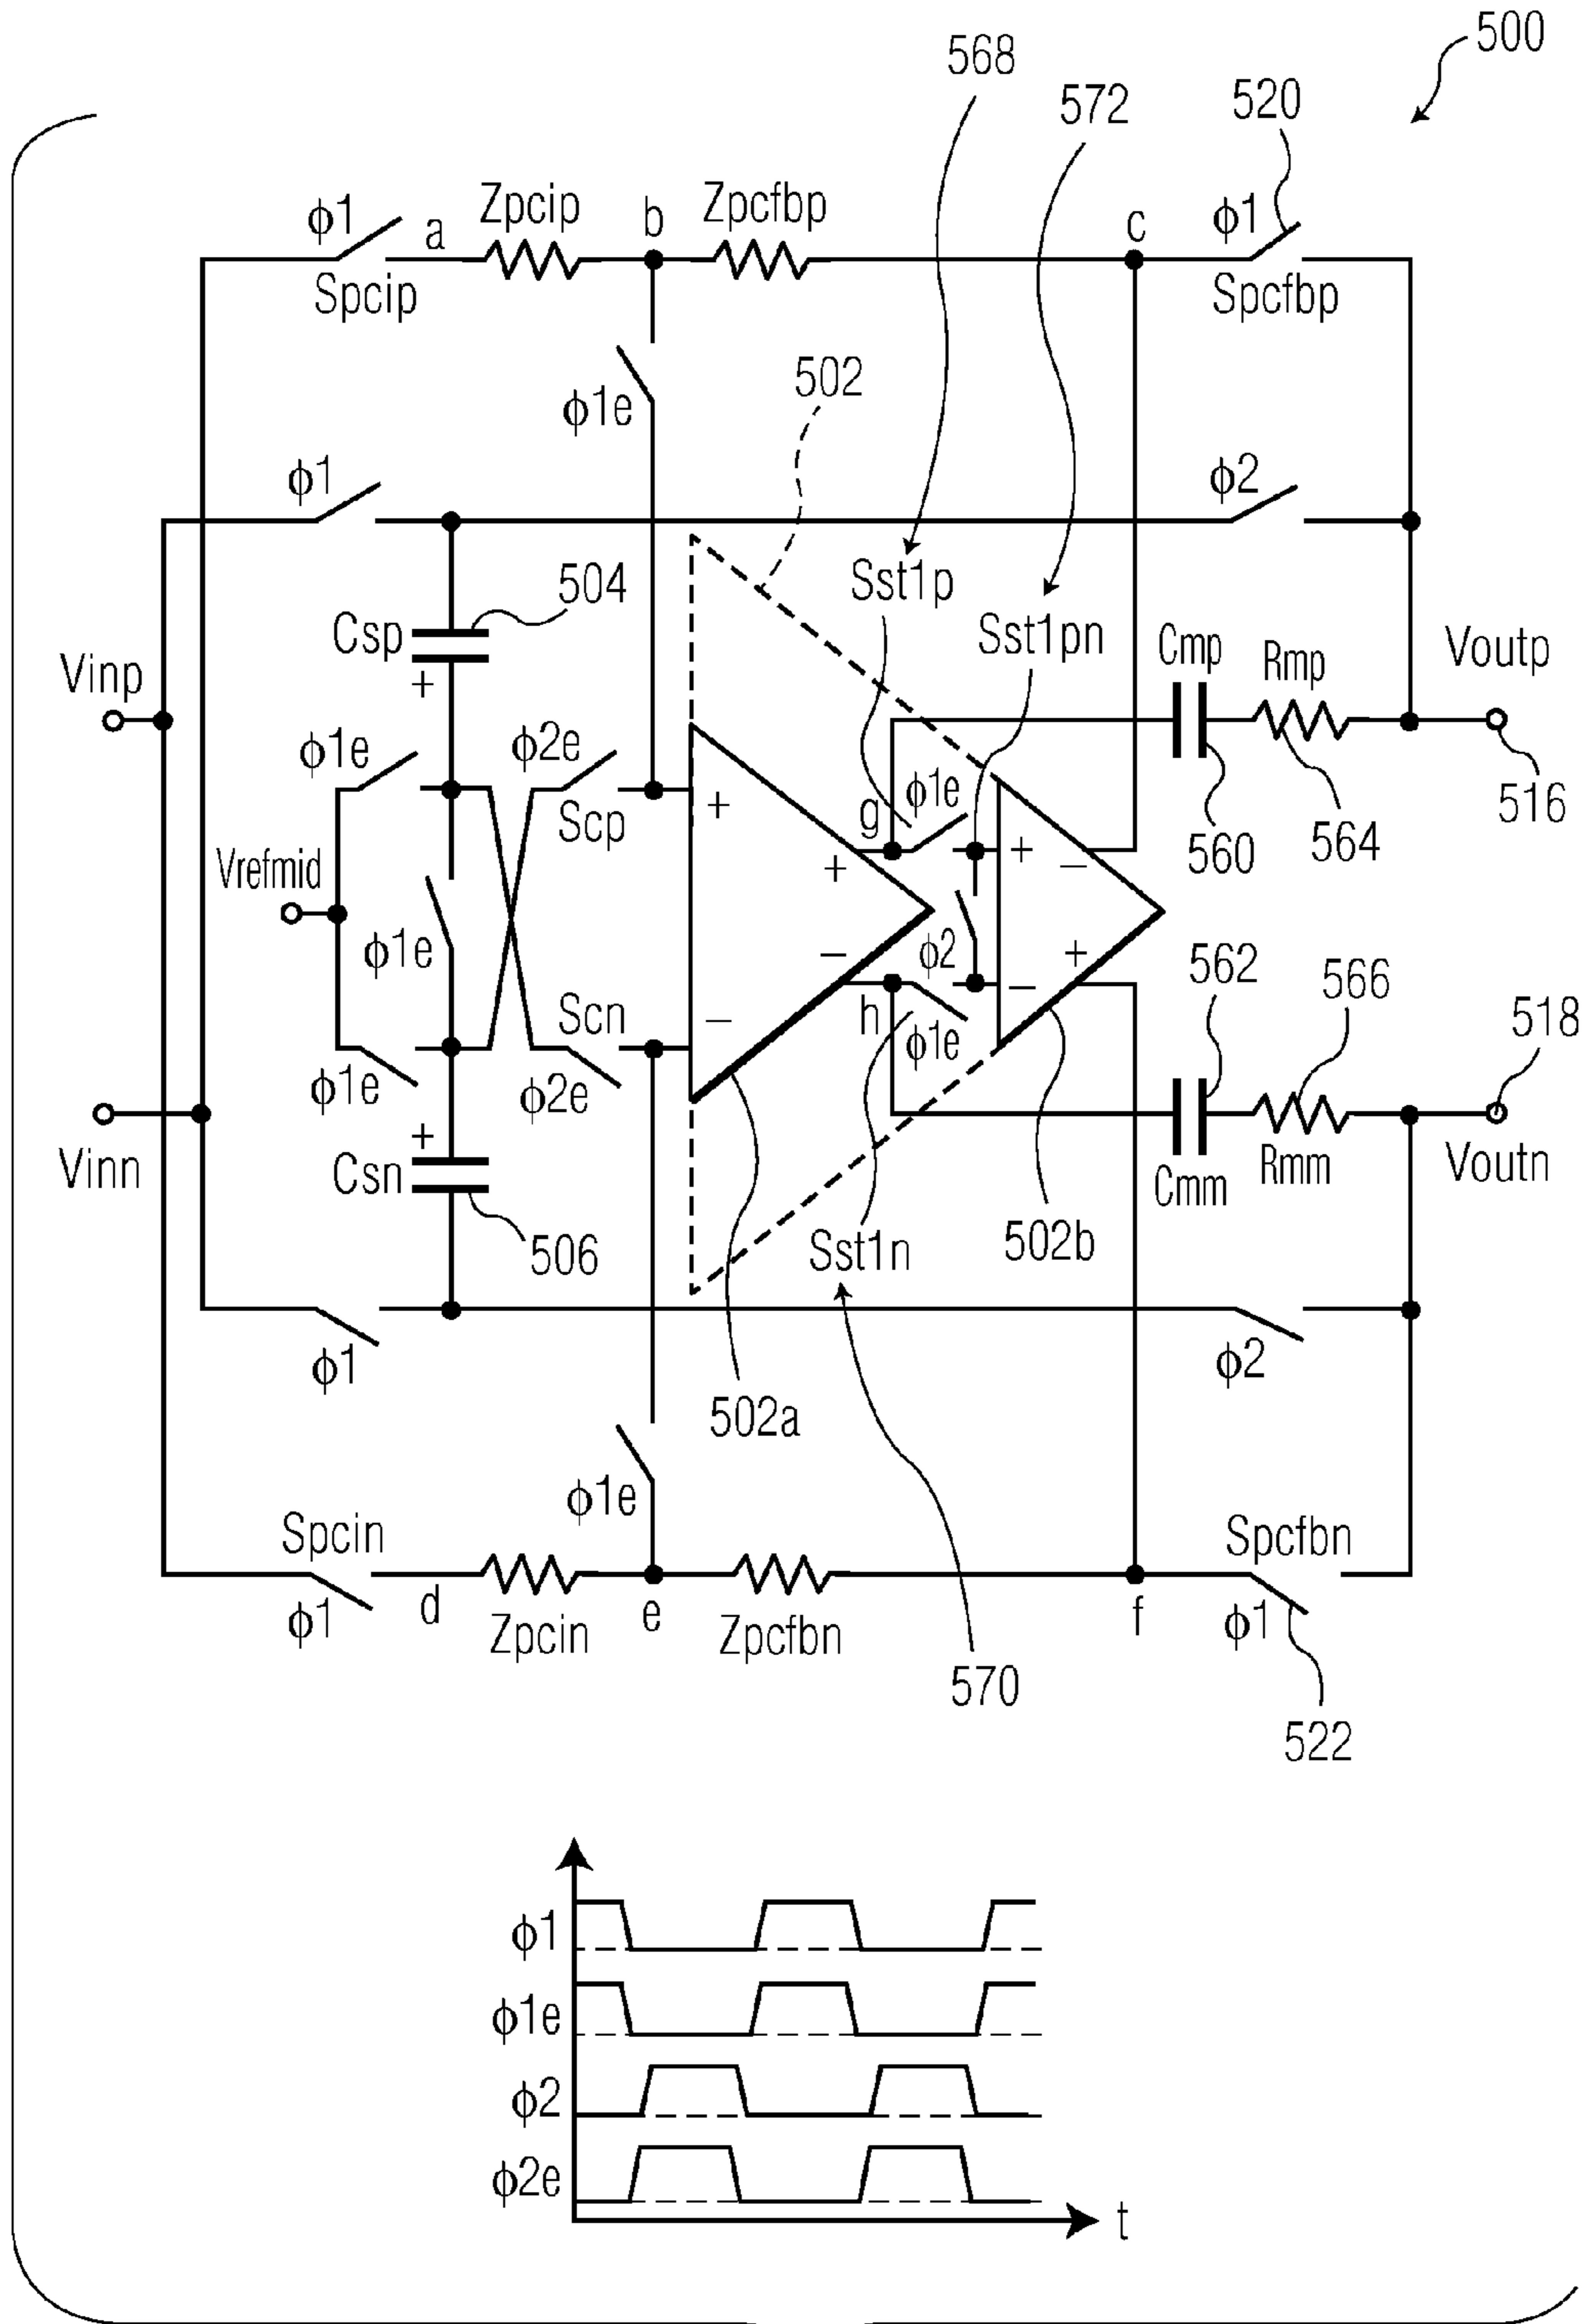 500
568
572
520
ϕ1
a
Zpcip
b
Zpcfbp
c
ϕ1
Spcip
Spcfbp
502
ϕ1e
ϕ1
ϕ2
Sst1p
504
Csp
Sst1pn
Cmp
Rmp
Voutp
Vinp
+
ϕ1e
ϕ2e
Scp
+
g
ϕ1e
560
564
516
Vrefmid
+
+
−
ϕ1e
−
ϕ2
+
562
566
518
Scn
−
h
−
ϕ1e
ϕ1e
ϕ2e
+
Vinn
Csn
506
Sst1n
502b
Cmm
Rmm
Voutn
ϕ1
ϕ2
502a
ϕ1e
Spcin
Spcfbn
ϕ1
d
Zpcin
e
Zpcfbn
f
ϕ1
570
522
ϕ1
ϕ1e
ϕ2
ϕ2e
t